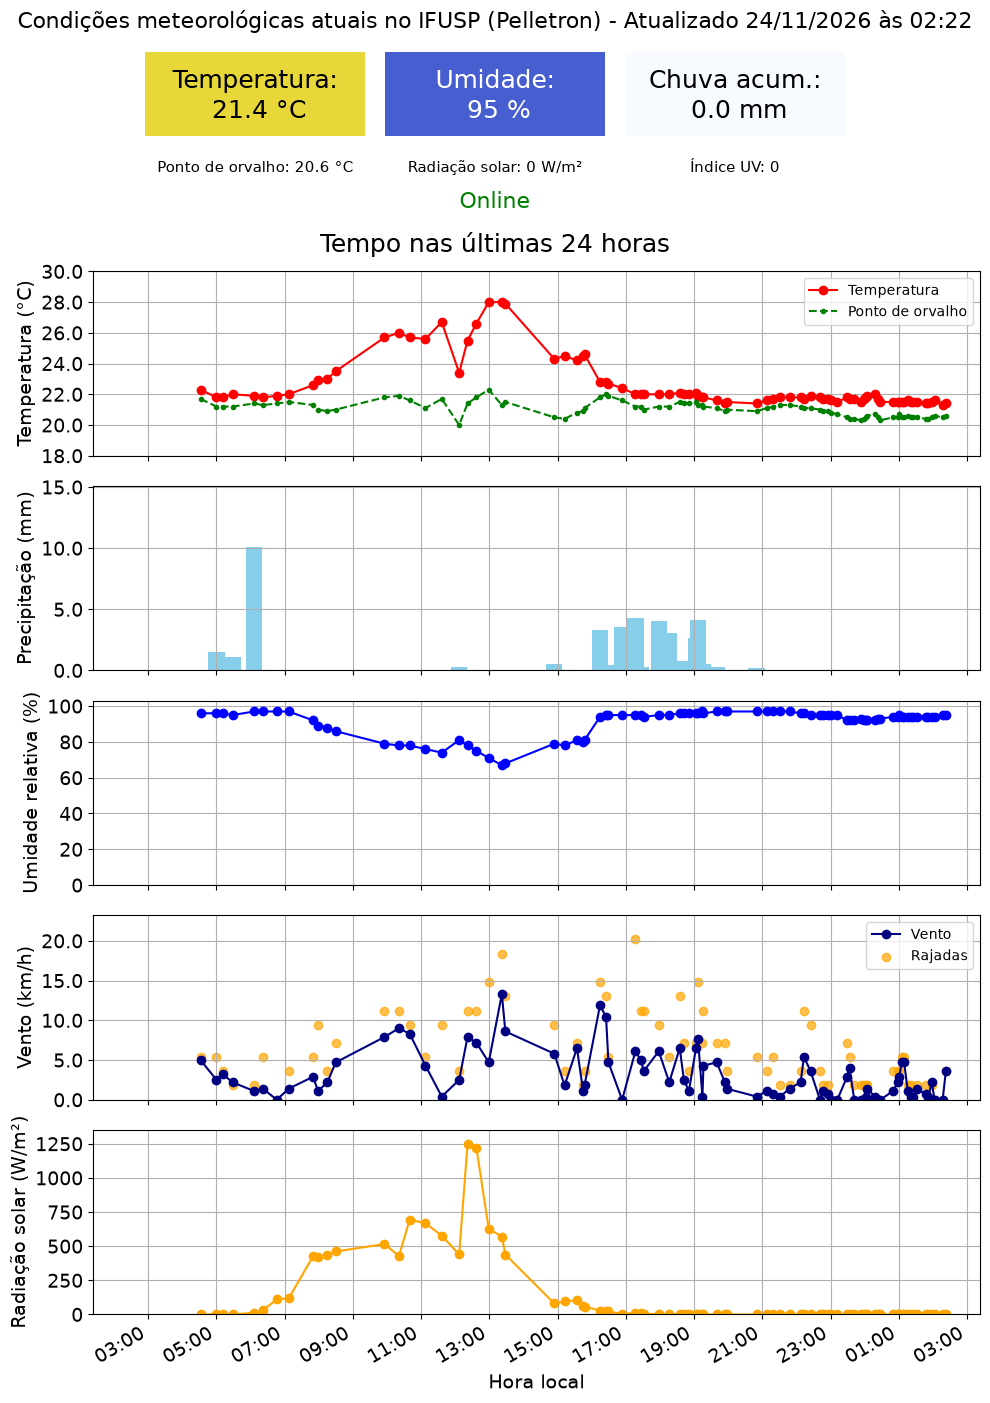 Condições meteorológicas atuais no IFUSP (Pelletron) - Atualizado 24/11/2026 às 02:22
Temperatura:
21.4 °C
Umidade:
95 %
Chuva acum.:
0.0 mm
Ponto de orvalho: 20.6 °C
Radiação solar: 0 W/m²
Índice UV: 0
Online
Tempo nas últimas 24 horas
Temperatura (°C)
30.0
28.0
26.0
24.0
22.0
20.0
18.0
Temperatura
Ponto de orvalho
Precipitação (mm)
15.0
10.0
5.0
0.0
Umidade relativa (%)
100
80
60
40
20
0
Vento (km/h)
20.0
15.0
10.0
5.0
0.0
Vento
Rajadas
Radiação solar (W/m²)
1250
1000
750
500
250
0
03:00
05:00
07:00
09:00
11:00
13:00
15:00
17:00
19:00
21:00
23:00
01:00
03:00
Hora local